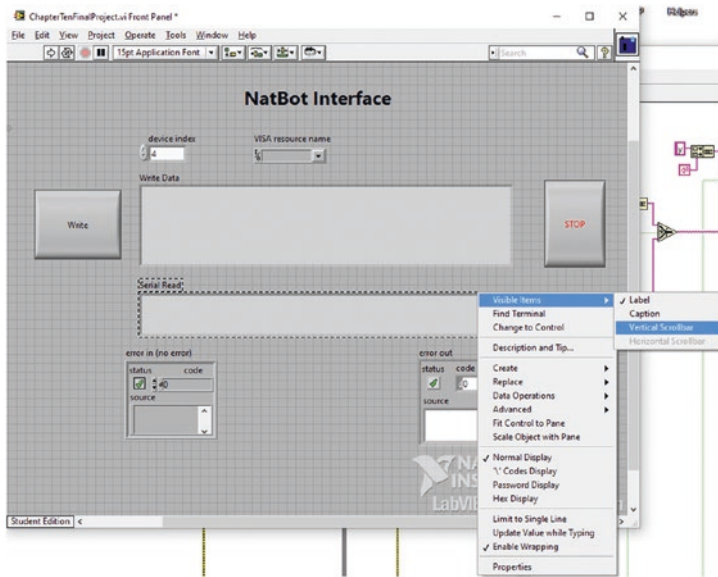 ChapterTenFinalProject.vi Front Panel *
File Edit View Project Operate Tools Window Help
15pt Application Font
Search
NatBot Interface
device index
4
VISA resource name
Write Data
Write
STOP
Serial Read
error in (no error)
status code
0
source
error out
status code
0
source
Visible Items
Find Terminal
Change to Control
Description and Tip...
Create
Replace
Data Operations
Advanced
Fit Control to Pane
Scale Object with Pane
Normal Display
'\' Codes Display
Password Display
Hex Display
Limit to Single Line
Update Value while Typing
Enable Wrapping
Properties
Label
Caption
Vertical Scrollbar
Horizontal Scrollbar
NA
INS
LabVIE
Student Edition